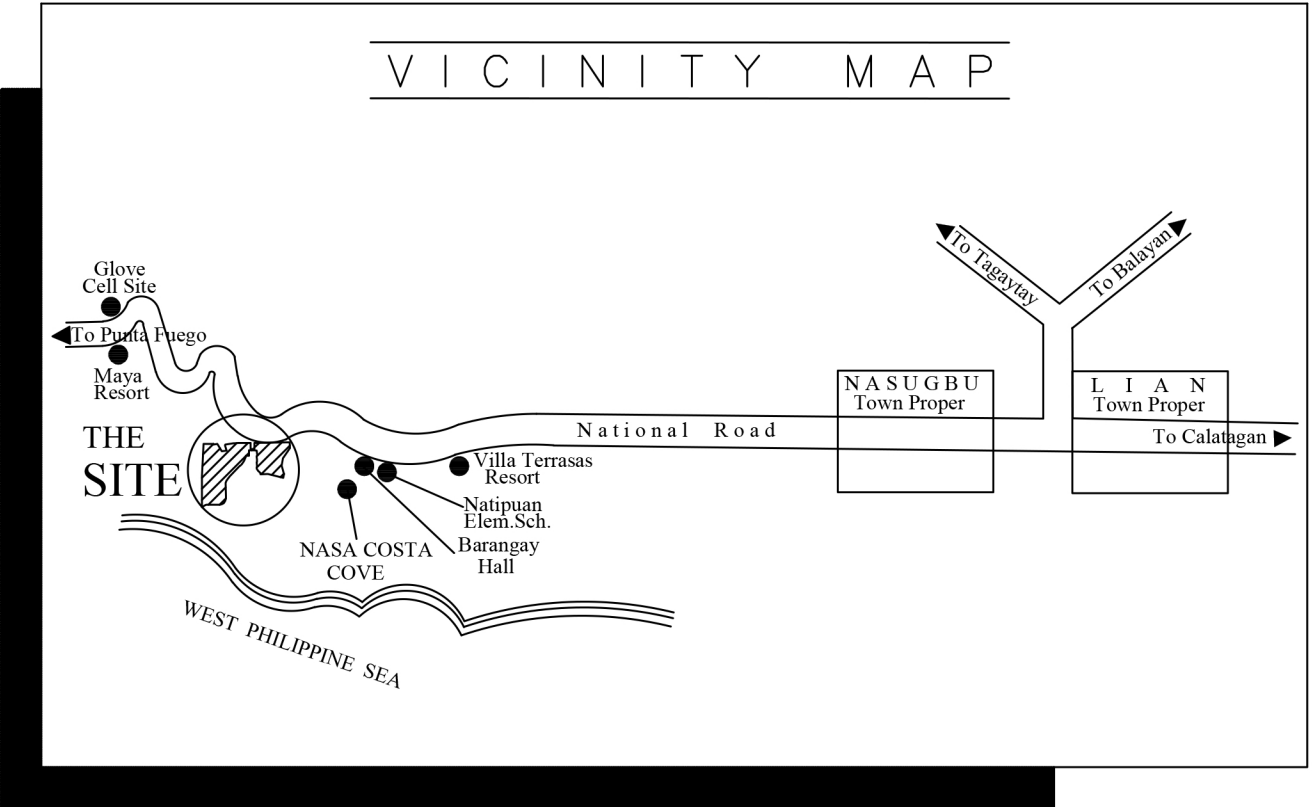 VICINITY MAP
To Tagaytay
To Balayan
Glove
Cell Site
To Punta Fuego
Maya
Resort
NASUGBU
Town Proper
LIAN
Town Proper
National Road
To Calatagan
THE
SITE
Villa Terrasas
Resort
Natipuan
Elem.Sch.
Barangay
Hall
NASA COSTA
COVE
WEST PHILIPPINE SEA